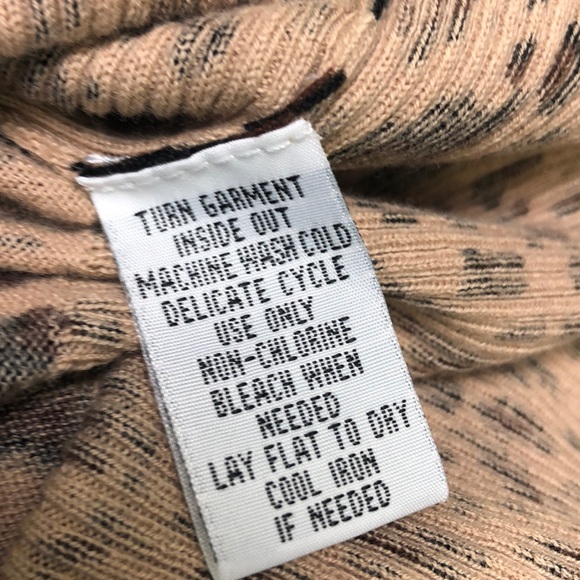 TURN GARMENT
INSIDE OUT
MACHINE WASH COLD
DELICATE CYCLE
USE ONLY
NON-CHLORINE
BLEACH WHEN
NEEDED
LAY FLAT TO DRY
COOL IRON
IF NEEDED